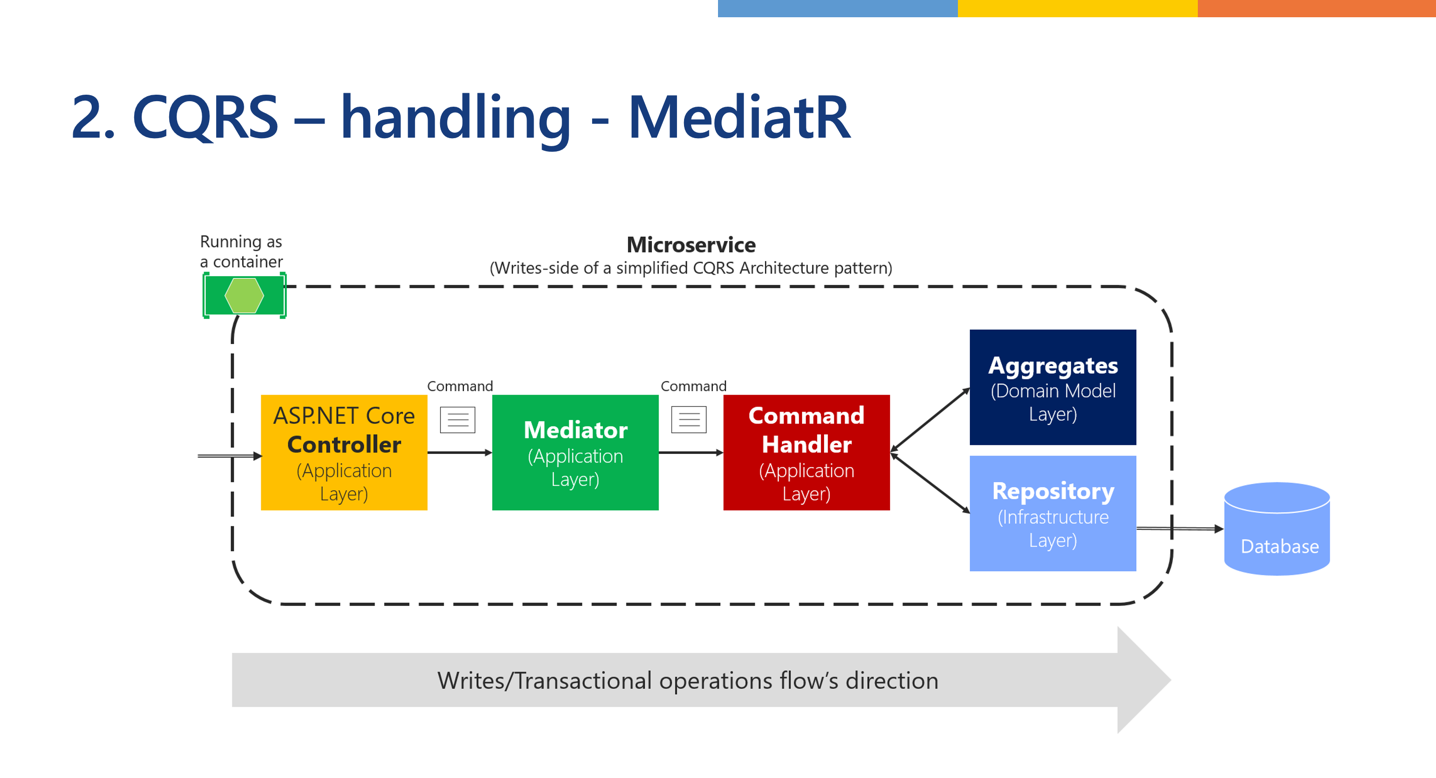 2. CQRS – handling - MediatR
Running as
a container
Microservice
(Writes-side of a simplified CQRS Architecture pattern)
ASP.NET Core
Controller
(Application
Layer)
Command
Mediator
(Application
Layer)
Command
Command
Handler
(Application
Layer)
Aggregates
(Domain Model
Layer)
Repository
(Infrastructure
Layer)
Database
Writes/Transactional operations flow’s direction